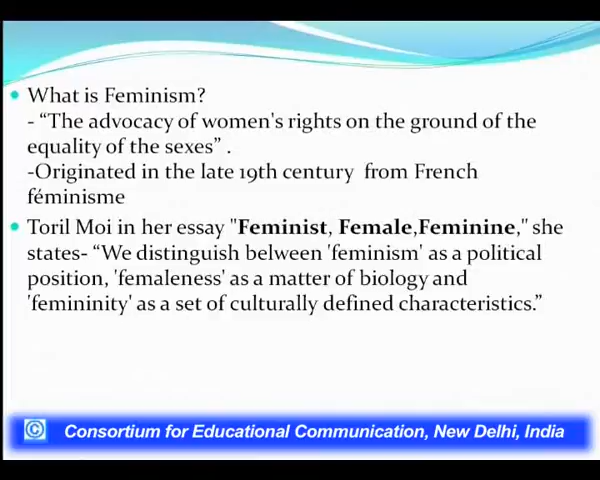 What is Feminism?
- “The advocacy of women's rights on the ground of the
equality of the sexes” .
-Originated in the late 19th century from French
féminisme
Toril Moi in her essay "Feminist, Female,Feminine," she
states- “We distinguish between 'feminism' as a political
position, 'femaleness' as a matter of biology and
'femininity' as a set of culturally defined characteristics.”
© Consortium for Educational Communication, New Delhi, India